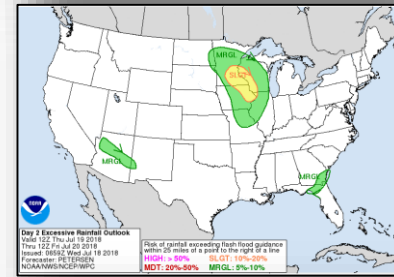 MRGL
SLGT
MRGL
MRGL
NOAA
Day 2 Excessive Rainfall Outlook
Valid 12Z Thu Jul 19 2018
Thru 12Z Fri Jul 20 2018
Issued: 0659Z Wed Jul 18 2018
Forecaster: PETERSEN
NOAA/NWS/NCEP/WPC
Risk of rainfall exceeding flash flood guidance
within 25 miles of a point to the right of a line
HIGH: > 50% SLGT: 10%-20%
MDT: 20%-50% MRGL: 5%-10%